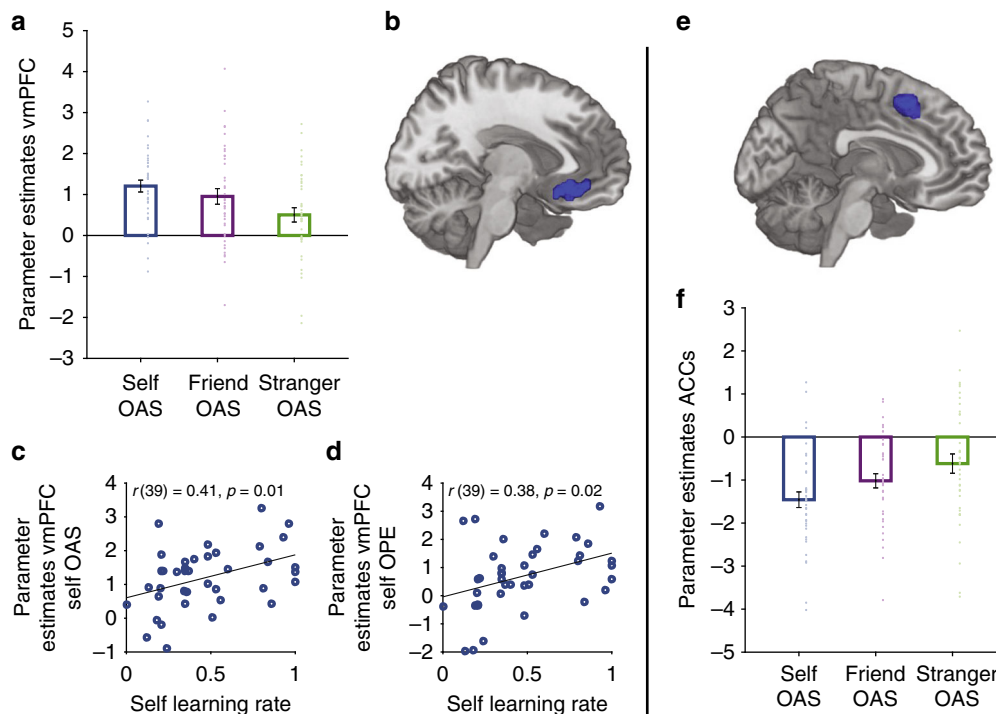 a
5
4
3
2
1
0
–1
–2
–3
Parameter estimates vmPFC
Self OAS
Friend OAS
Stranger OAS
b
c
r(39) = 0.41, p = 0.01
4
3
2
1
0
–1
Parameter
estimates vmPFC
self OAS
0
0.5
1
Self learning rate
d
r(39) = 0.38, p = 0.02
4
3
2
1
0
–1
–2
Parameter
estimates vmPFC
self OPE
0
0.5
1
Self learning rate
e
f
3
2
1
0
–1
–2
–3
–4
–5
Parameter estimates ACCs
Self
OAS
Friend
OAS
Stranger
OAS